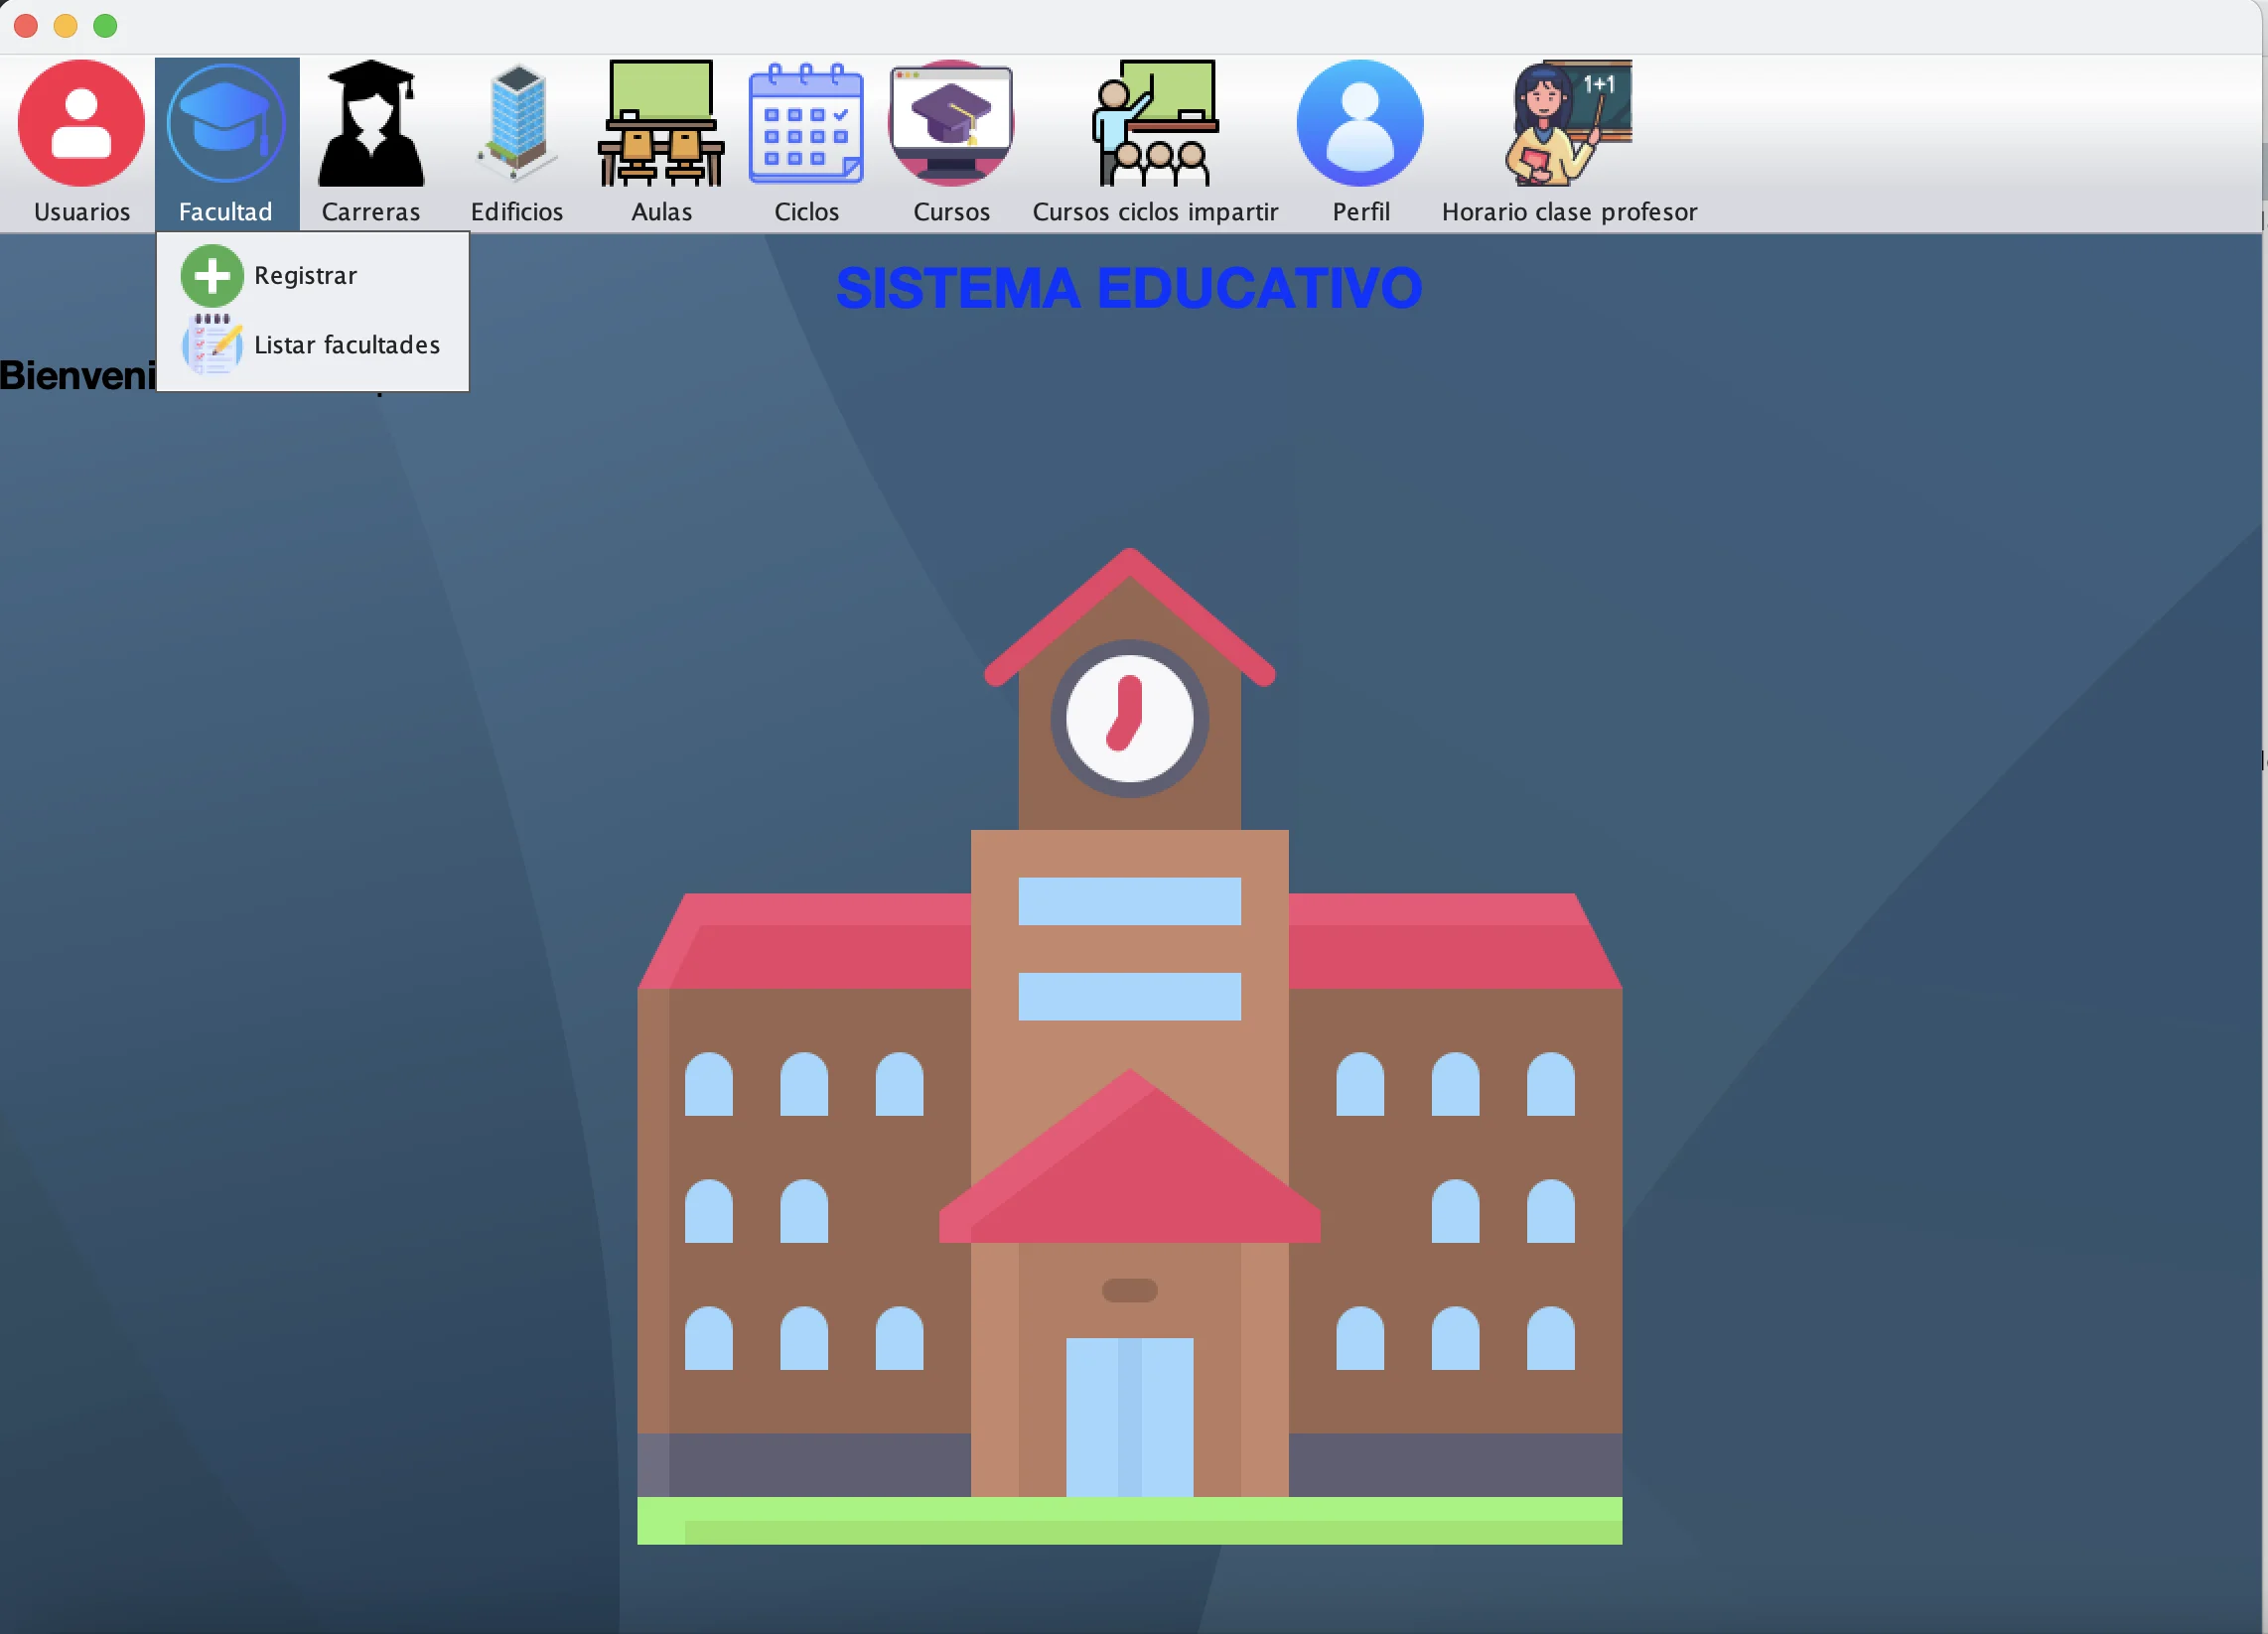 Usuarios Facultad Carreras Edificios Aulas Ciclos Cursos Cursos ciclos impartir Perfil Horario clase profesor
1+1
Registrar
Listar facultades
SISTEMA EDUCATIVO